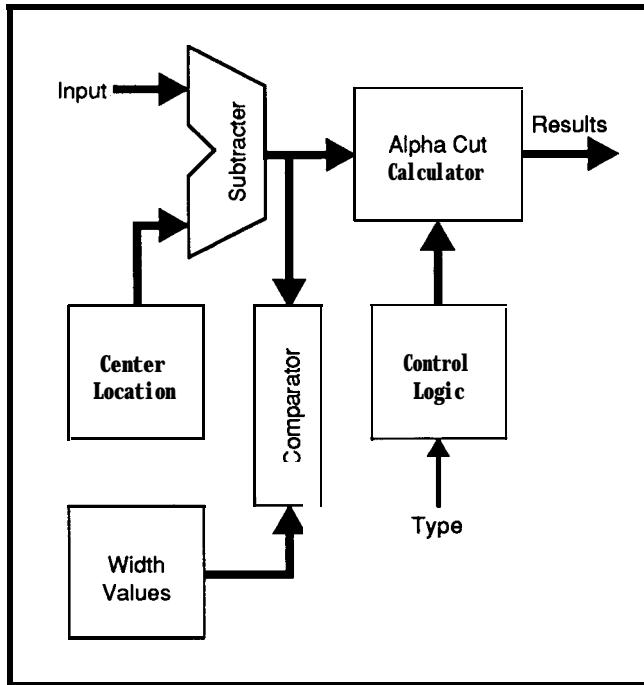 Input
Subtracter
Alpha Cut
Calculator
Results
Center
Location
Comparator
Control
Logic
Type
Width
Values